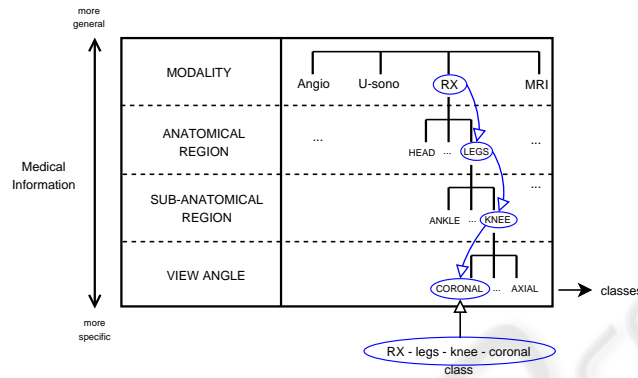 more
general
MODALITY
Angio U-sono RX MRI
ANATOMICAL
REGION
... HEAD ... LEGS ...
Medical
Information
SUB-ANATOMICAL
REGION
ANKLE ... KNEE ...
VIEW ANGLE
CORONAL ... AXIAL
classes
more
specific
RX - legs - knee - coronal
class